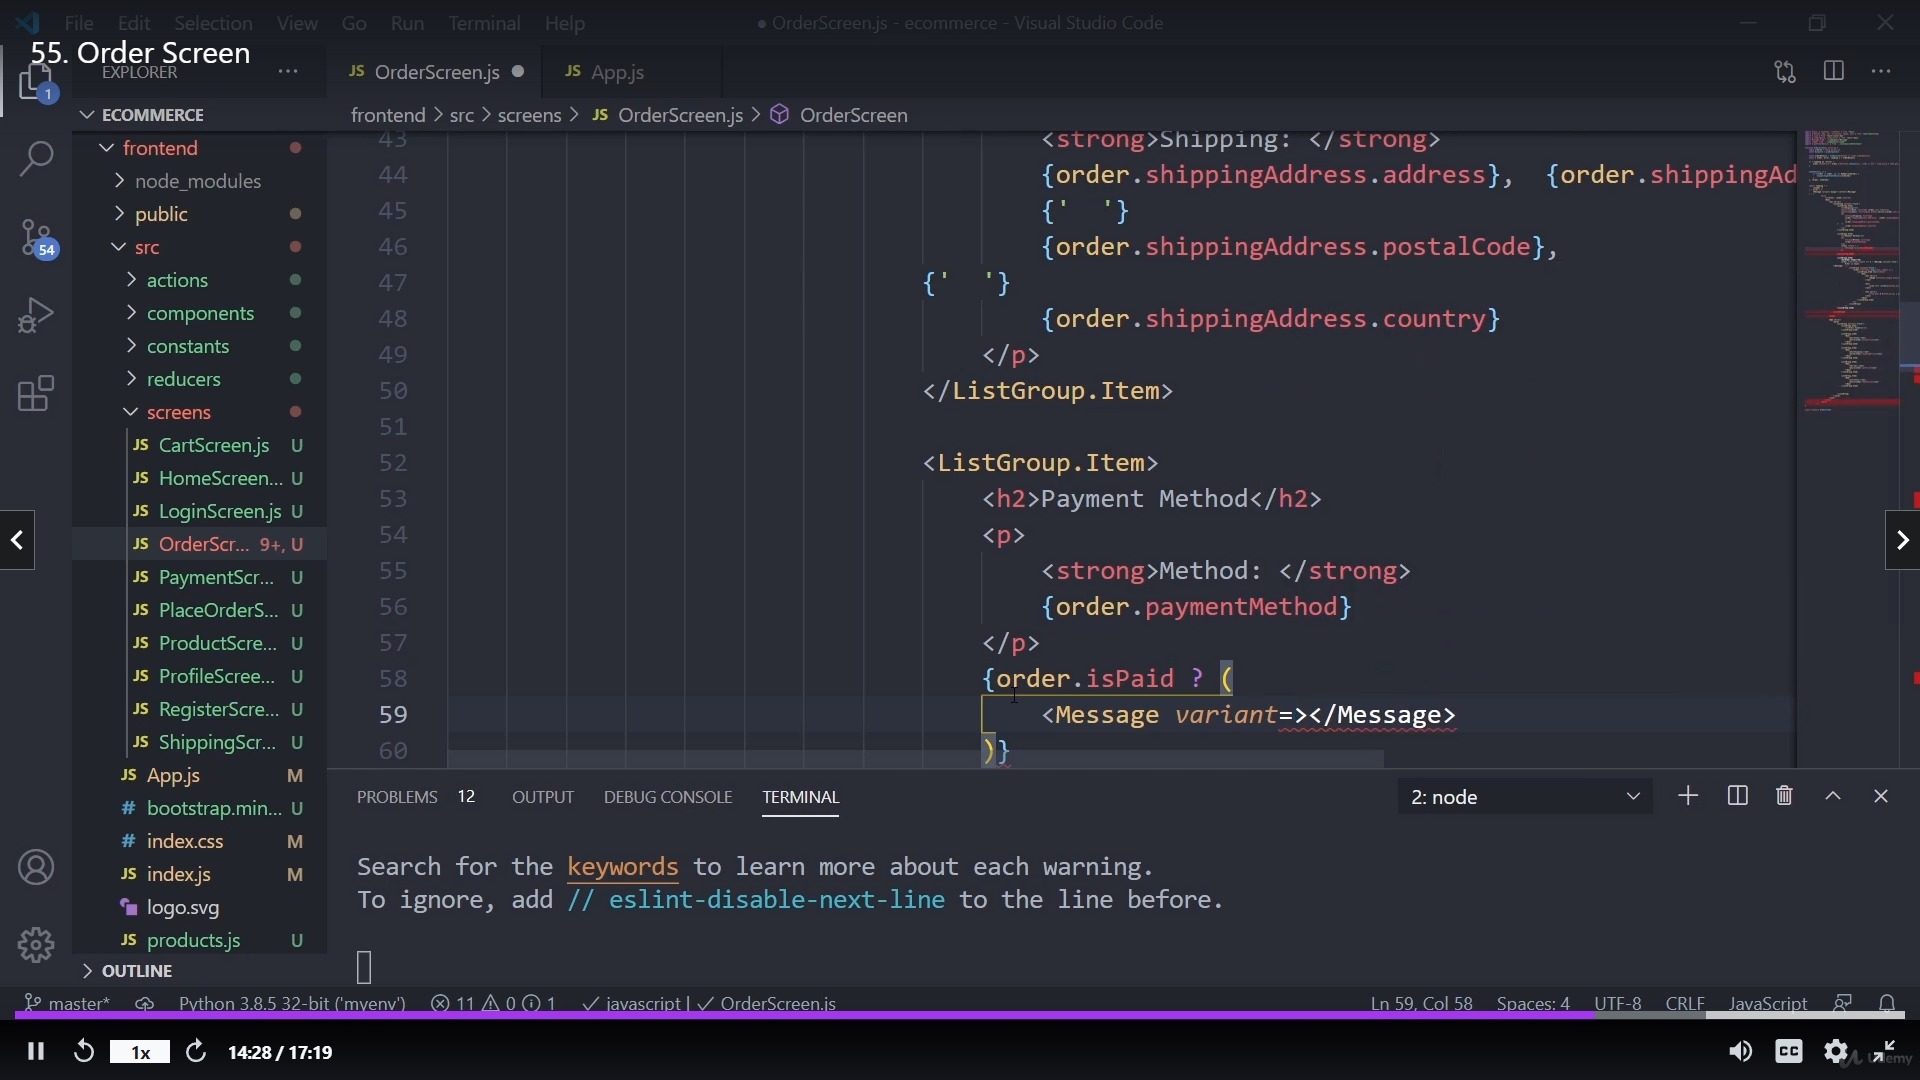 File Edit Selection View Go Run Terminal Help
● OrderScreen.js - ecommerce - Visual Studio Code
55. Order Screen
EXPLORER ...
JS OrderScreen.js ●
JS App.js
1
ECOMMERCE
frontend > src > screens > JS OrderScreen.js > OrderScreen
frontend
node_modules
public
src
54
actions
components
constants
reducers
screens
JS CartScreen.js U
JS HomeScreen... U
JS LoginScreen.js U
JS OrderScr... 9+, U
JS PaymentScr... U
JS PlaceOrderS... U
JS ProductScre... U
JS ProfileScree... U
JS RegisterScre... U
JS ShippingScr... U
JS App.js M
# bootstrap.min... U
# index.css M
JS index.js M
logo.svg
JS products.js U
OUTLINE
43 <strong>Shipping: </strong>
44 {order.shippingAddress.address},  {order.shippingAd
45 {'  '}
46 {order.shippingAddress.postalCode},
47 {'  '}
48 {order.shippingAddress.country}
49 </p>
50 </ListGroup.Item>
51
52 <ListGroup.Item>
53 <h2>Payment Method</h2>
54 <p>
55 <strong>Method: </strong>
56 {order.paymentMethod}
57 </p>
58 {order.isPaid ? (
59 <Message variant=></Message>
60 )}
PROBLEMS 12 OUTPUT DEBUG CONSOLE TERMINAL
2: node
Search for the keywords to learn more about each warning.
To ignore, add // eslint-disable-next-line to the line before.
master* Python 3.8.5 32-bit ('myenv') 11 0 1 javascript | OrderScreen.js
Ln 59, Col 58 Spaces: 4 UTF-8 CRLF JavaScript
1x 14:28 / 17:19
CC
Udemy